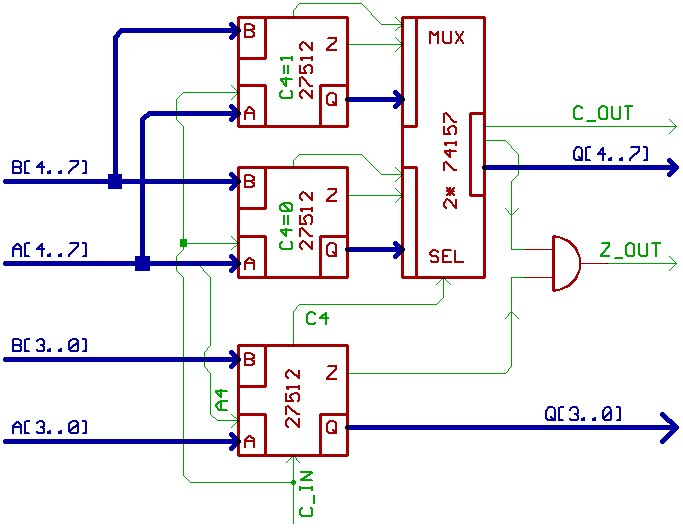 B
Z
C4=1
27512
A
Q
MUX
2* 74157
SEL
C_OUT
Q[4..7]
B[4..7]
B
Z
C4=0
27512
A
Q
A[4..7]
Z_OUT
C4
B[3..0]
B
Z
27512
A4
A[3..0]
A
Q
Q[3..0]
C_IN